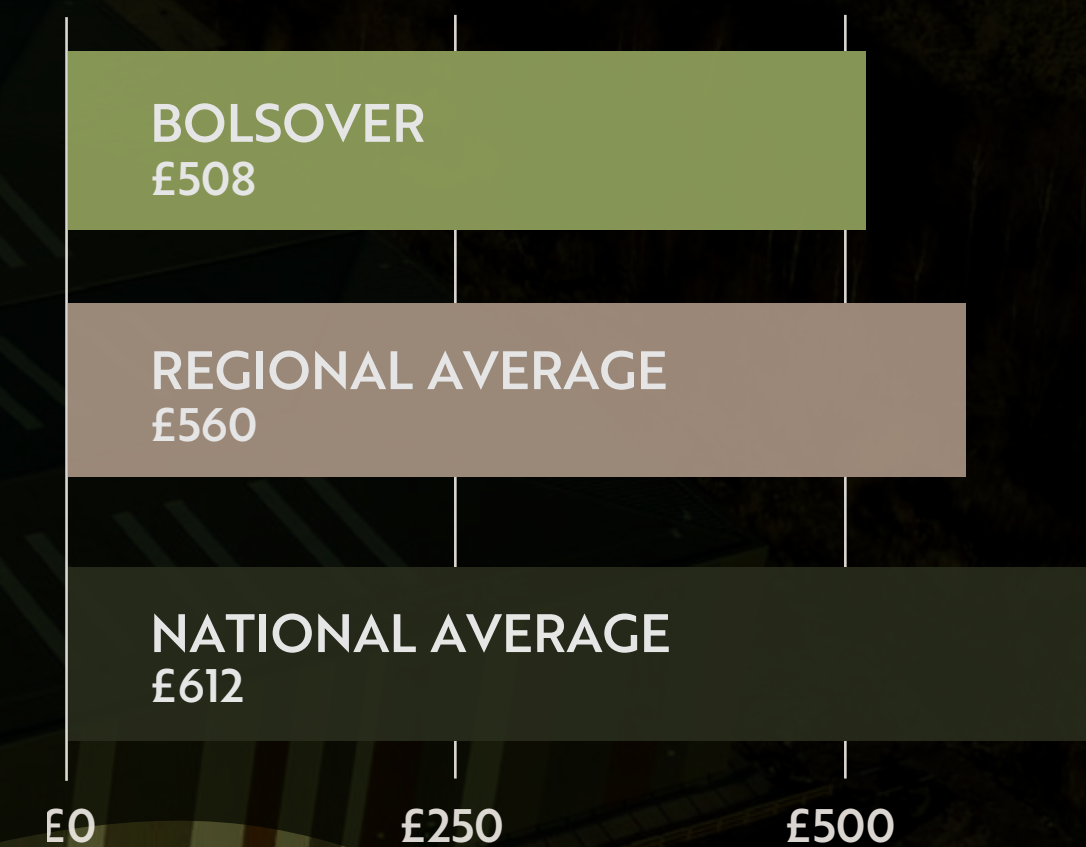 BOLSOVER
£508
REGIONAL AVERAGE
£560
NATIONAL AVERAGE
£612
£0 £250 £500